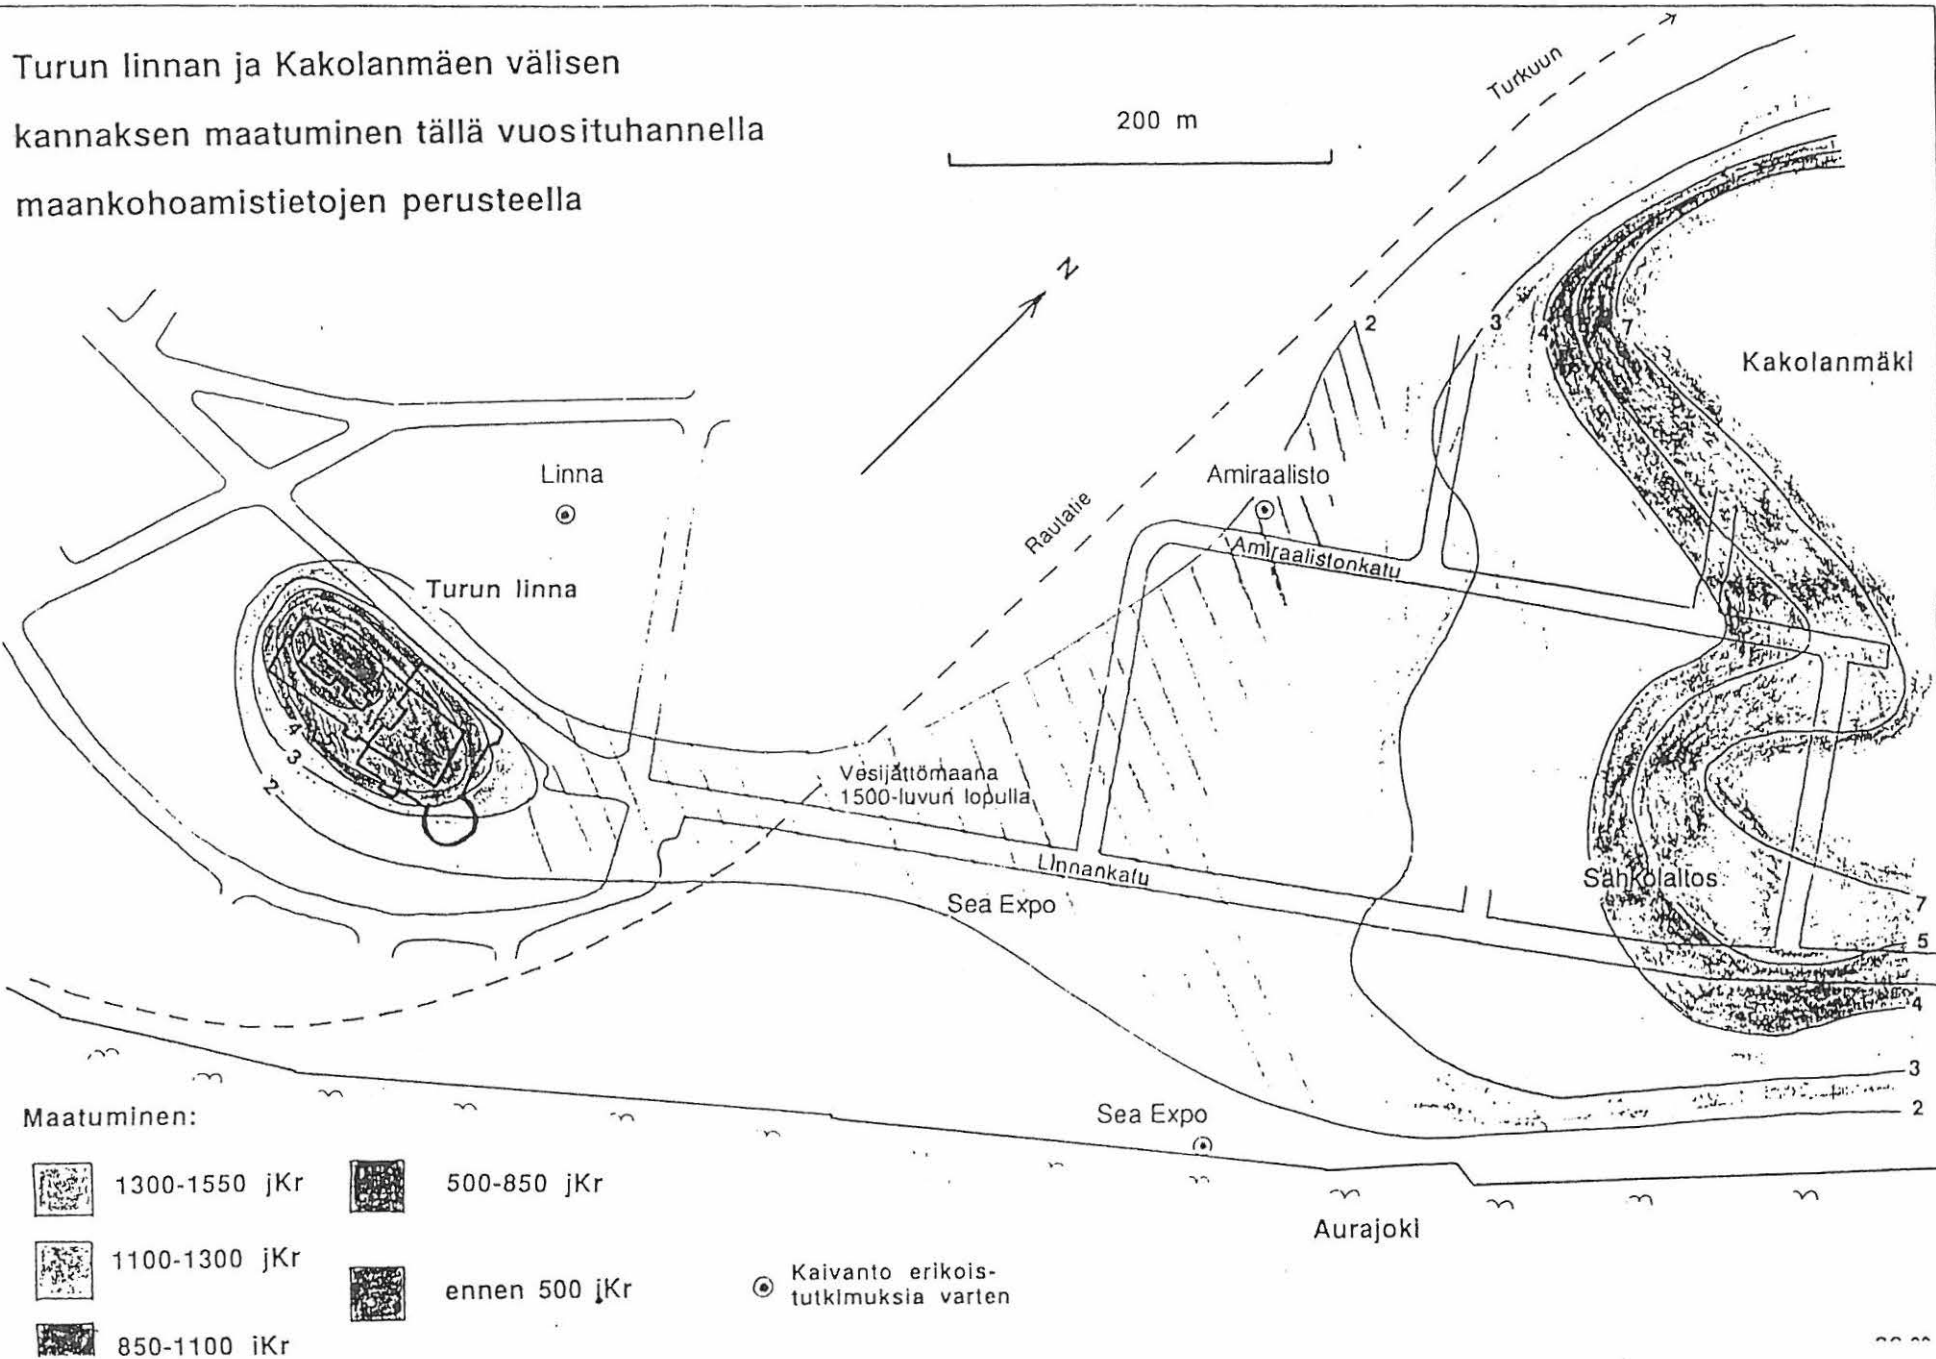 Turun linnan ja Kakolanmäen välisen
kannaksen maatuminen tällä vuosituhannella
maankohoamistietojen perusteella
200 m
Turkuun
N
2
3
4
5
7
Kakolanmäki
Linna
Amiraalisto
Rautatie
Amiraalistonkatu
Turun linna
4
3
2
Vesijättömaana
1500-luvun lopulla
Linnankatu
Sähkölaitos
Sea Expo
7
5
4
3
2
Sea Expo
Aurajoki
Maatuminen:
1300-1550 jKr
500-850 jKr
1100-1300 jKr
ennen 500 jKr
850-1100 jKr
Kaivanto erikois-
tutkimuksia varten